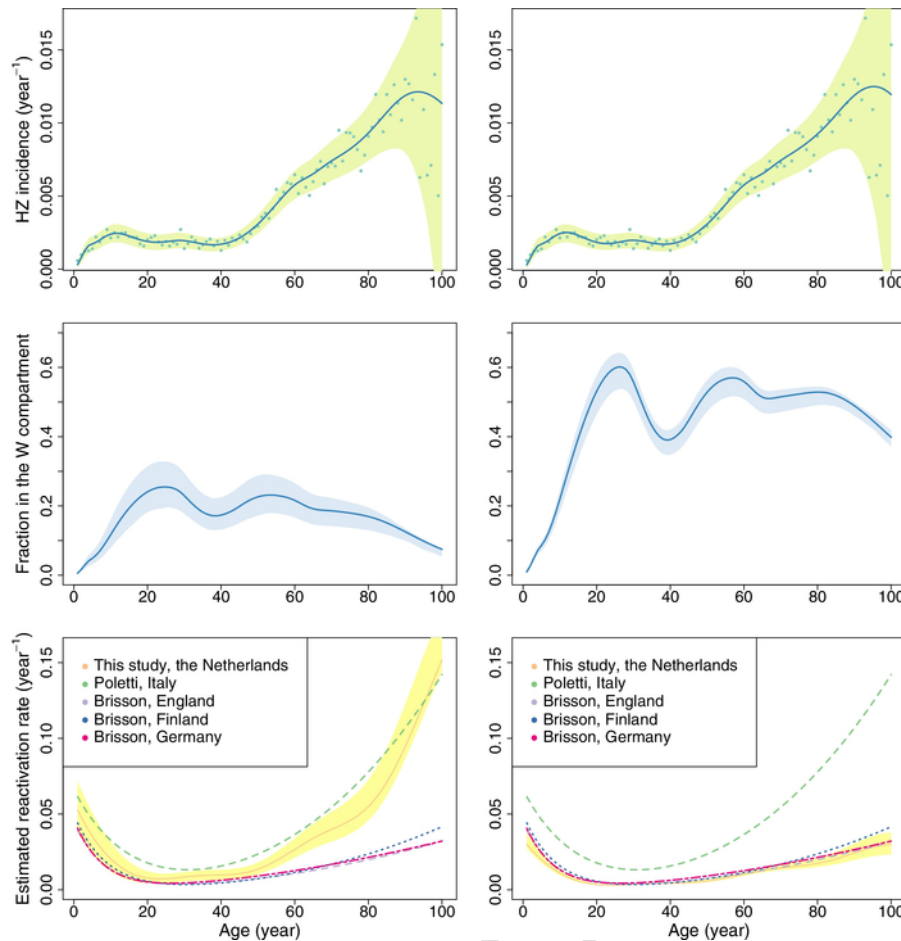 HZ incidence (year⁻¹)
0.000 0.005 0.010 0.015
0 20 40 60 80 100
0.000 0.005 0.010 0.015
0 20 40 60 80 100
Fraction in the W compartment
0.0 0.2 0.4 0.6
0 20 40 60 80 100
0.0 0.2 0.4 0.6
0 20 40 60 80 100
Estimated reactivation rate (year⁻¹)
0.00 0.05 0.10 0.15
This study, the Netherlands
Poletti, Italy
Brisson, England
Brisson, Finland
Brisson, Germany
0 20 40 60 80 100
Age (year)
0.00 0.05 0.10 0.15
This study, the Netherlands
Poletti, Italy
Brisson, England
Brisson, Finland
Brisson, Germany
0 20 40 60 80 100
Age (year)